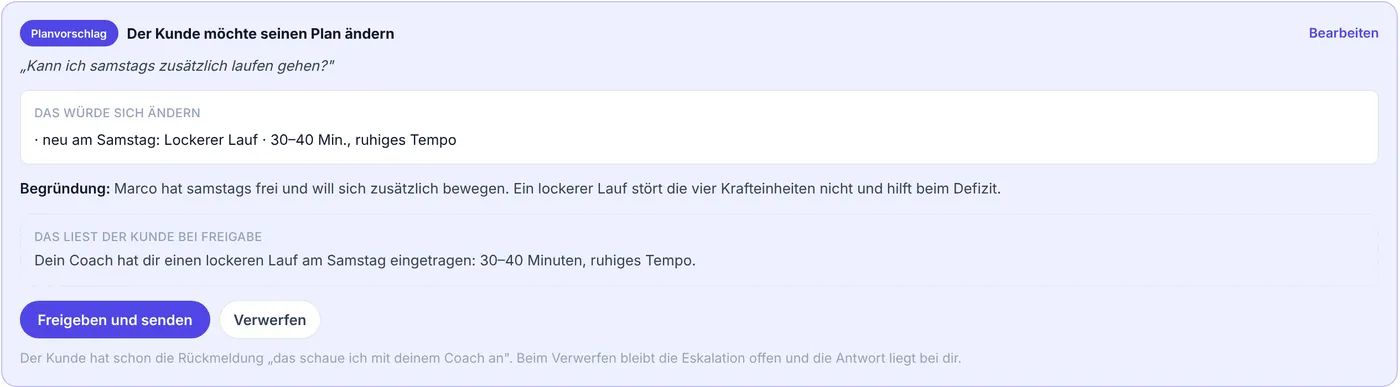 Planvorschlag Der Kunde möchte seinen Plan ändern Bearbeiten
„Kann ich samstags zusätzlich laufen gehen?"
DAS WÜRDE SICH ÄNDERN
· neu am Samstag: Lockerer Lauf · 30–40 Min., ruhiges Tempo
Begründung: Marco hat samstags frei und will sich zusätzlich bewegen. Ein lockerer Lauf stört die vier Krafteinheiten nicht und hilft beim Defizit.
DAS LIEST DER KUNDE BEI FREIGABE
Dein Coach hat dir einen lockeren Lauf am Samstag eingetragen: 30–40 Minuten, ruhiges Tempo.
Freigeben und senden Verwerfen
Der Kunde hat schon die Rückmeldung „das schaue ich mit deinem Coach an". Beim Verwerfen bleibt die Eskalation offen und die Antwort liegt bei dir.